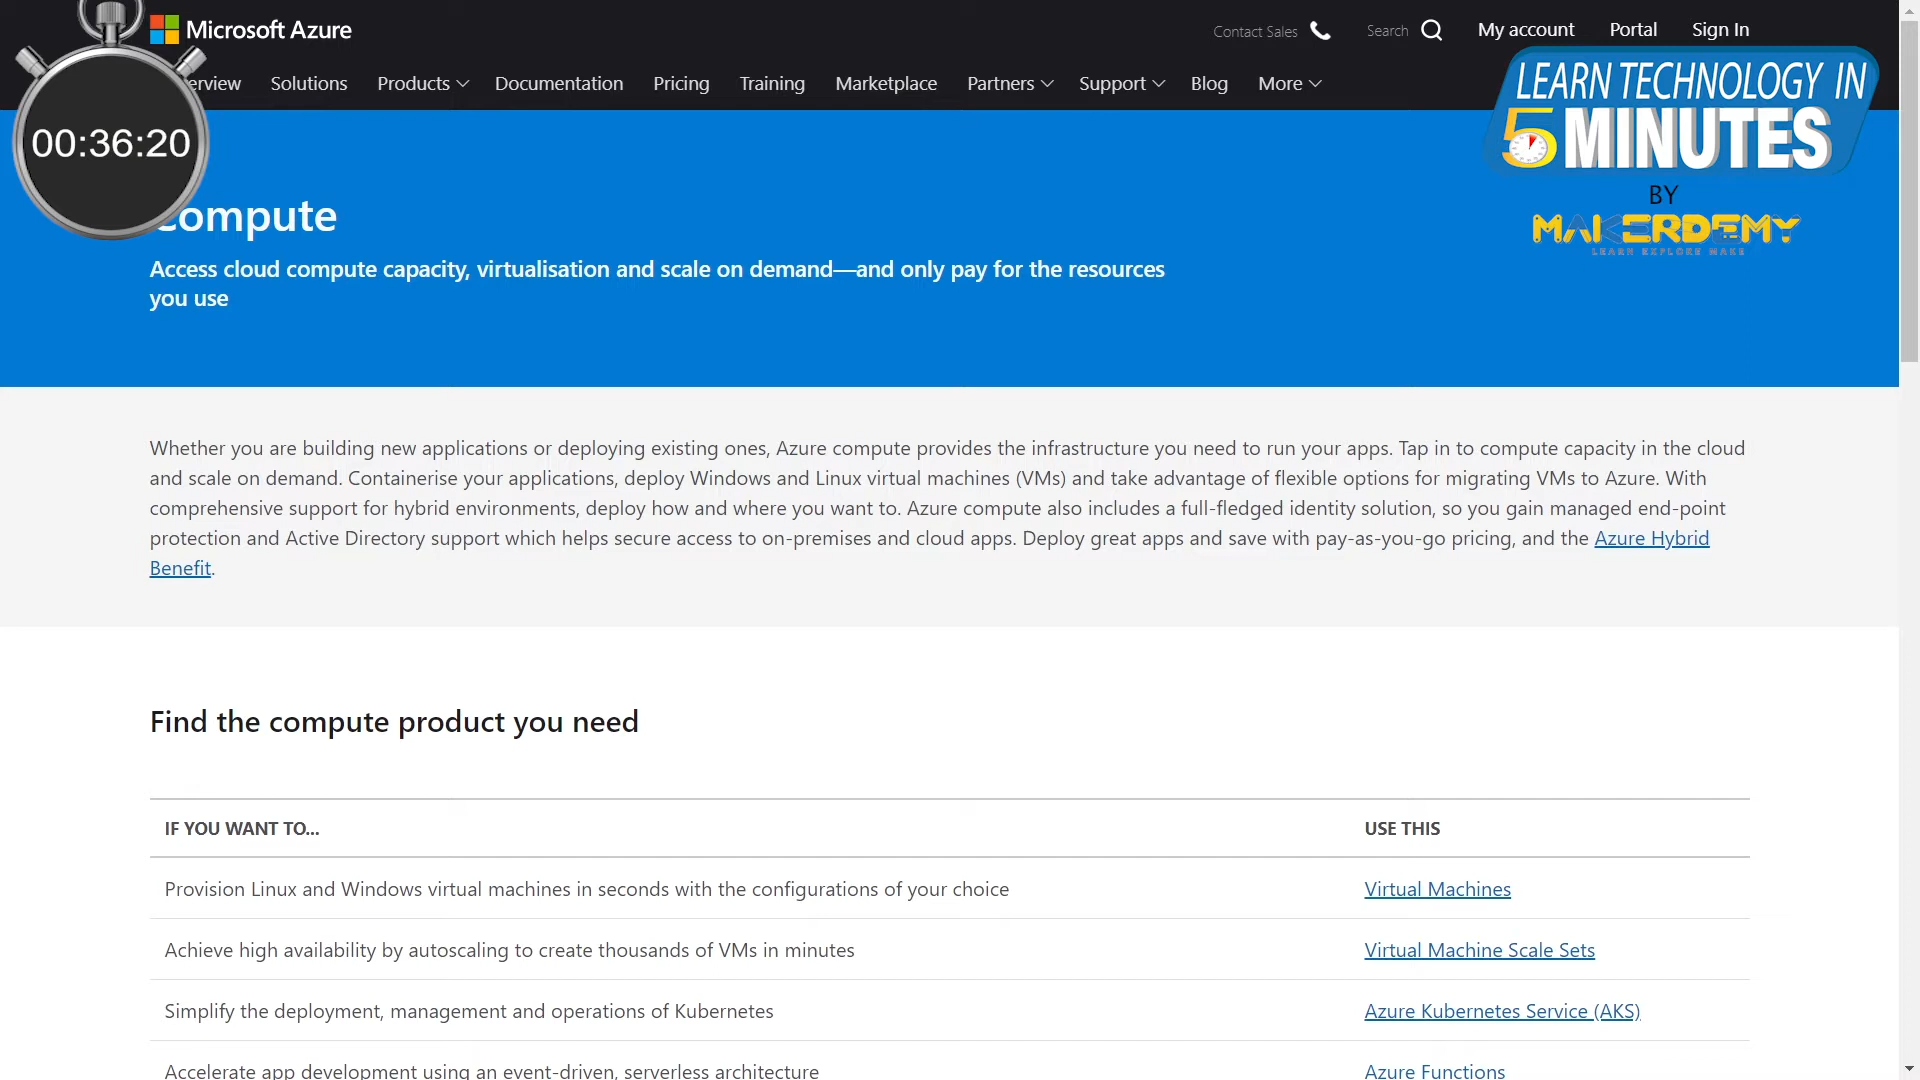 Microsoft Azure
Contact Sales
Search
My account
Portal
Sign In
erview
Solutions
Products
Documentation
Pricing
Training
Marketplace
Partners
Support
Blog
More
LEARN TECHNOLOGY IN
5 MINUTES
BY
MAKERDEMY
LEARN EXPLORE MAKE
00:36:20
Compute
Access cloud compute capacity, virtualisation and scale on demand—and only pay for the resources
you use
Whether you are building new applications or deploying existing ones, Azure compute provides the infrastructure you need to run your apps. Tap in to compute capacity in the cloud
and scale on demand. Containerise your applications, deploy Windows and Linux virtual machines (VMs) and take advantage of flexible options for migrating VMs to Azure. With
comprehensive support for hybrid environments, deploy how and where you want to. Azure compute also includes a full-fledged identity solution, so you gain managed end-point
protection and Active Directory support which helps secure access to on-premises and cloud apps. Deploy great apps and save with pay-as-you-go pricing, and the Azure Hybrid
Benefit.
Find the compute product you need
IF YOU WANT TO...
USE THIS
Provision Linux and Windows virtual machines in seconds with the configurations of your choice
Virtual Machines
Achieve high availability by autoscaling to create thousands of VMs in minutes
Virtual Machine Scale Sets
Simplify the deployment, management and operations of Kubernetes
Azure Kubernetes Service (AKS)
Accelerate app development using an event-driven, serverless architecture
Azure Functions